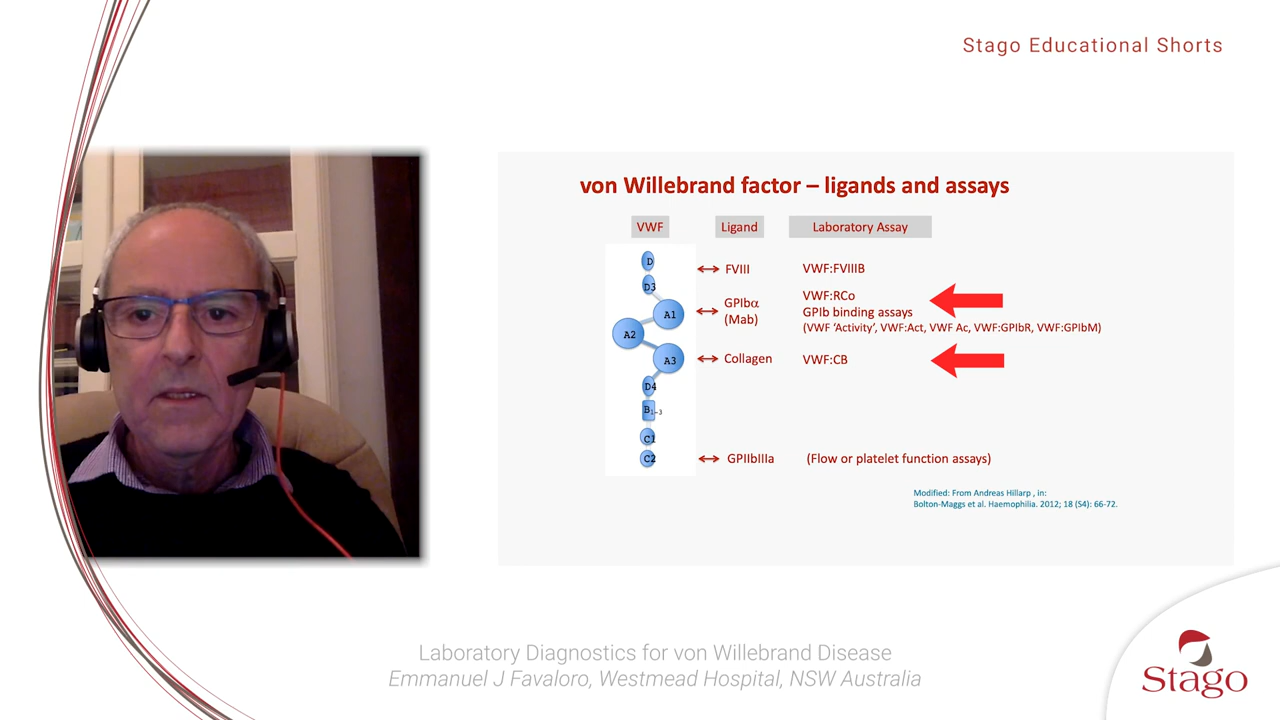 Stago Educational Shorts
von Willebrand factor – ligands and assays
VWF Ligand Laboratory Assay
D FVIII VWF:FVIIIB
D3
A1 GPIbα VWF:RCo
(Mab) GPIb binding assays
(VWF 'Activity', VWF:Act, VWF Ac, VWF:GPIbR, VWF:GPIbM)
A2
A3 Collagen VWF:CB
D4
B1-3
C1
C2 GPIIbIIIa (Flow or platelet function assays)
Modified: From Andreas Hillarp , in:
Bolton-Maggs et al. Haemophilia. 2012; 18 (S4): 66-72.
Laboratory Diagnostics for von Willebrand Disease
Emmanuel J Favaloro, Westmead Hospital, NSW Australia
Stago